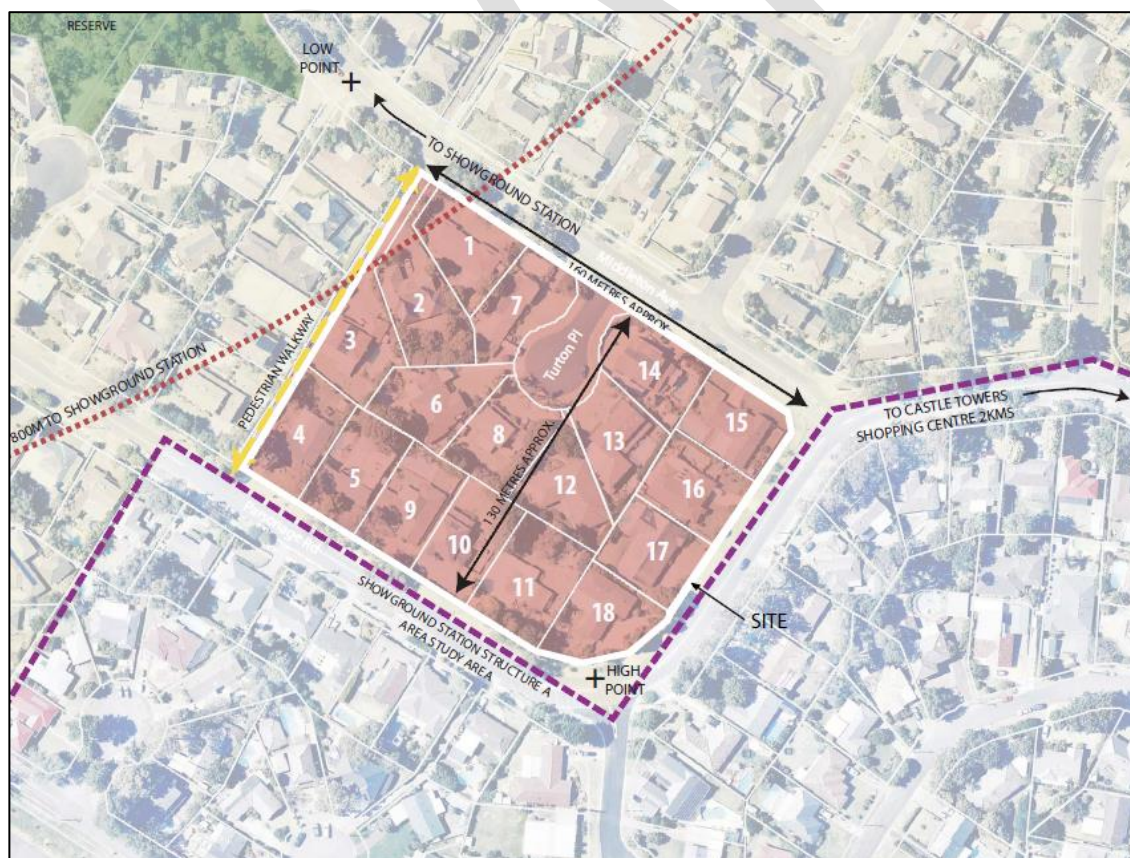 RESERVE
LOW
POINT
TO SHOWGROUND STATION
Middleton Ave
160 METRES APPROX.
1
2
7
3
Turton Pl
PEDESTRIAN WALKWAY
800M TO SHOWGROUND STATION
14
15
6
4
8
13
5
9
12
16
130 METRES APPROX.
10
17
11
18
TO CASTLE TOWERS
SHOPPING CENTRE 2KMS
SHOWGROUND STATION STRUCTURE A
AREA STUDY AREA
SITE
HIGH
POINT